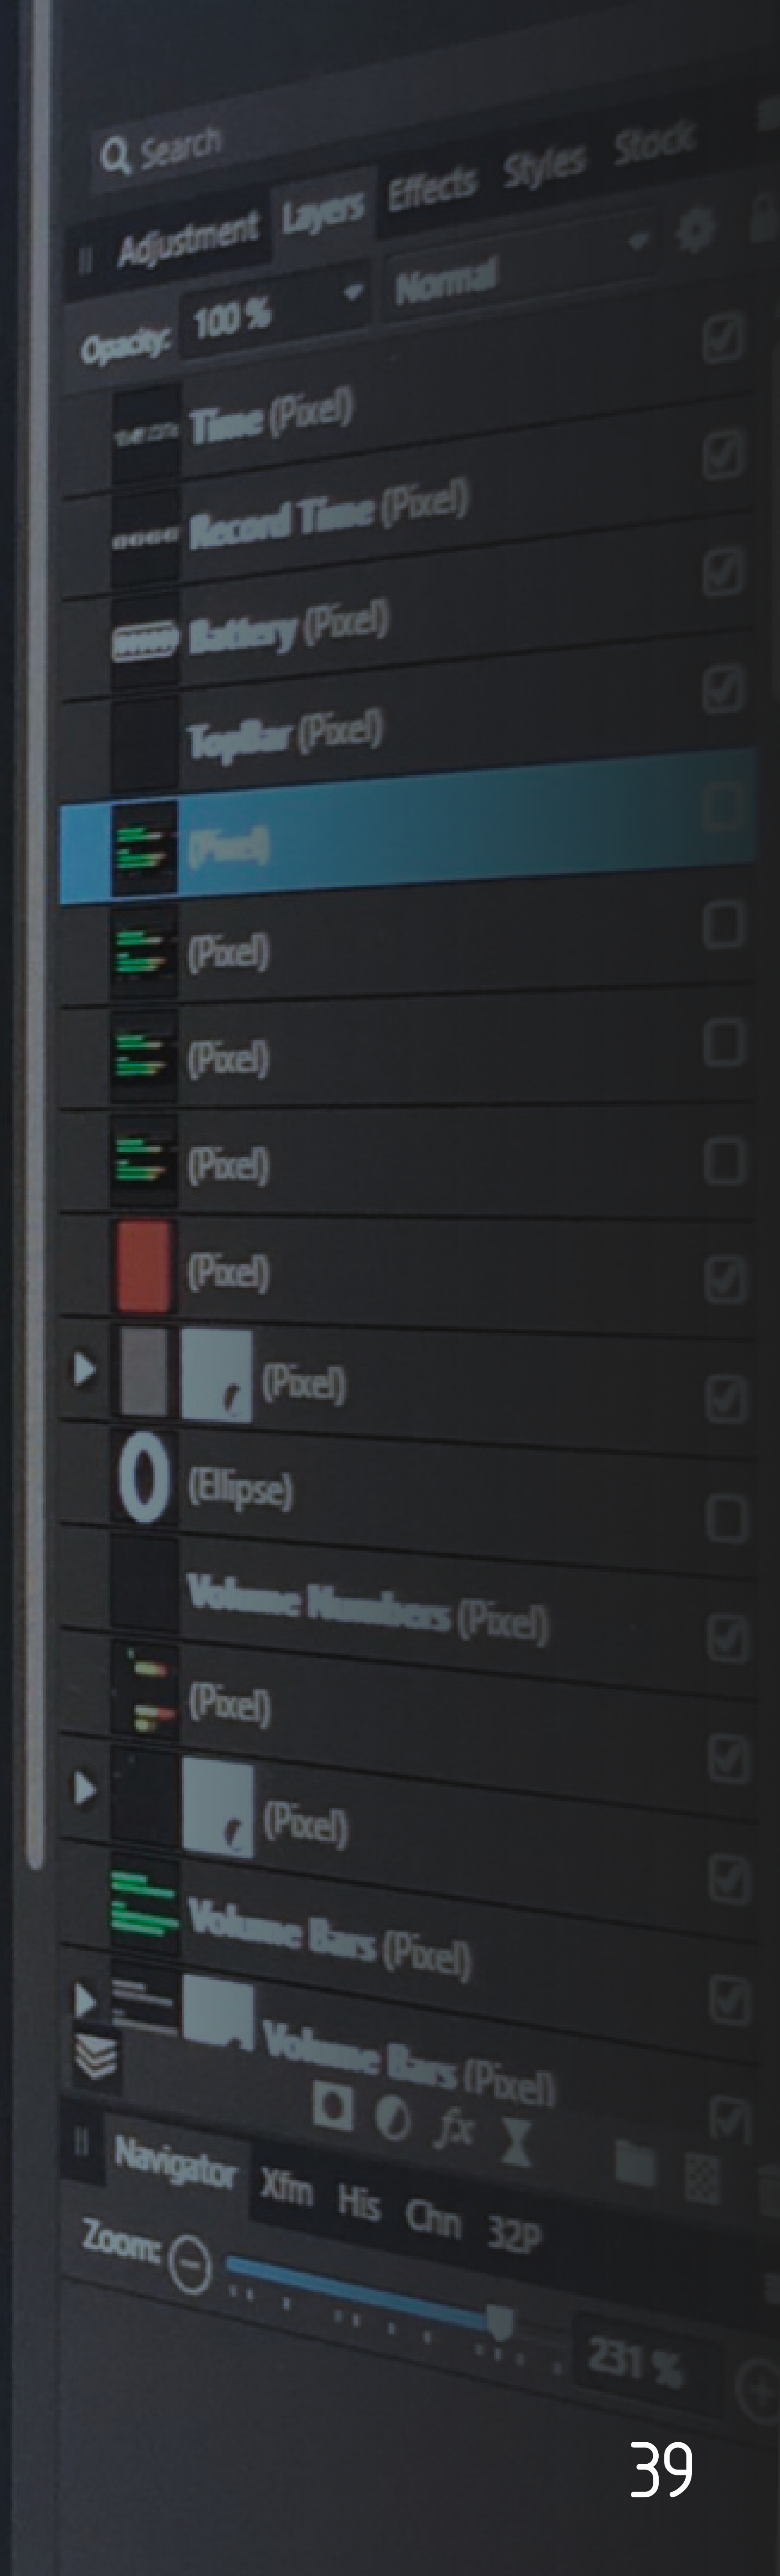 Search
Adjustment Layers Effects Styles Stock
Opacity: 100 % Normal
Time (Pixel)
Record Time (Pixel)
Battery (Pixel)
TopBar (Pixel)
(Pixel)
(Pixel)
(Pixel)
(Pixel)
(Pixel)
(Pixel)
(Ellipse)
Volume Numbers (Pixel)
(Pixel)
(Pixel)
Volume Bars (Pixel)
Volume Bars (Pixel)
fx
Navigator Xfm His Chn 32P
Zoom: 231 %
39